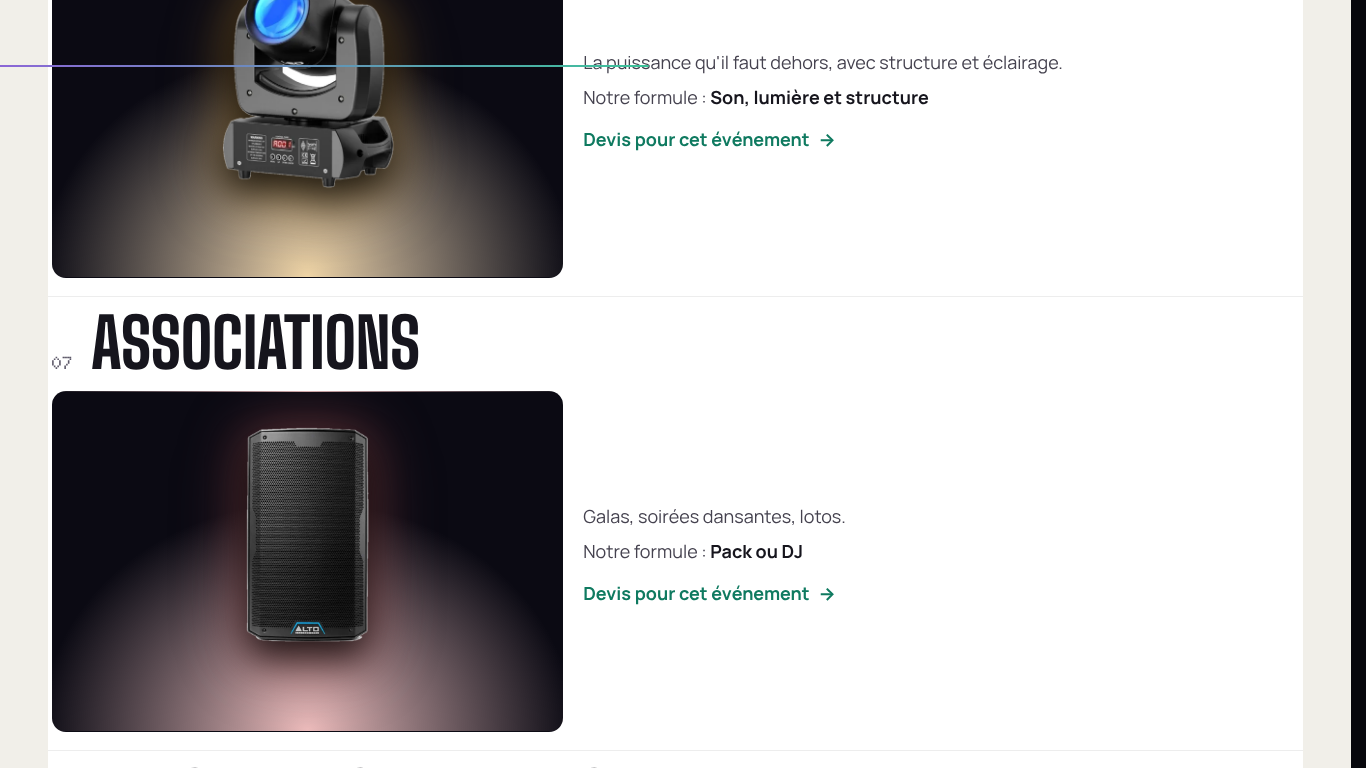 La puissance qu'il faut dehors, avec structure et éclairage.
Notre formule : Son, lumière et structure
Devis pour cet événement →
07 ASSOCIATIONS
ALTO
Galas, soirées dansantes, lotos.
Notre formule : Pack ou DJ
Devis pour cet événement →